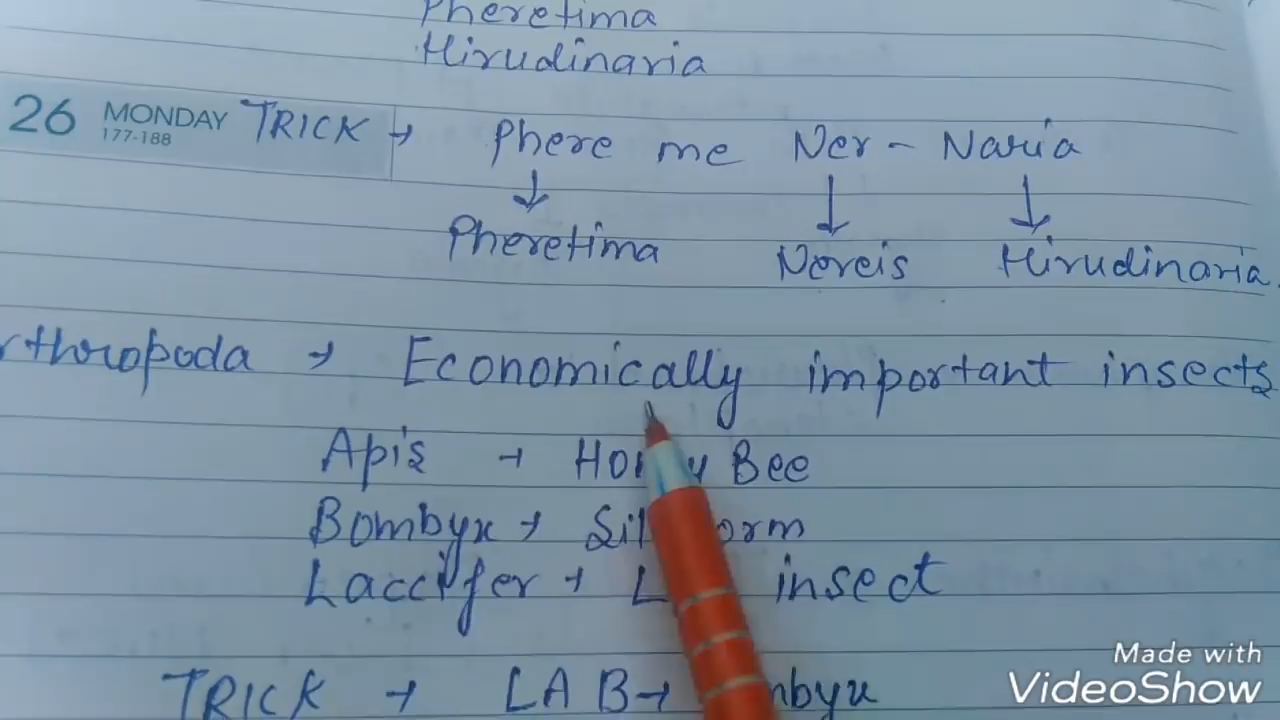 Pheretima
Hirudinaria
26 MONDAY TRICK → Phere me Ner - Naria
177-188
↓ ↓ ↓
Pheretima Nereis Hirudinaria.
rthropoda → Economically important insects
Apis → Bee
Bombyx →
Laccifer → insect
TRICK → LAB →
Made with
VideoShow